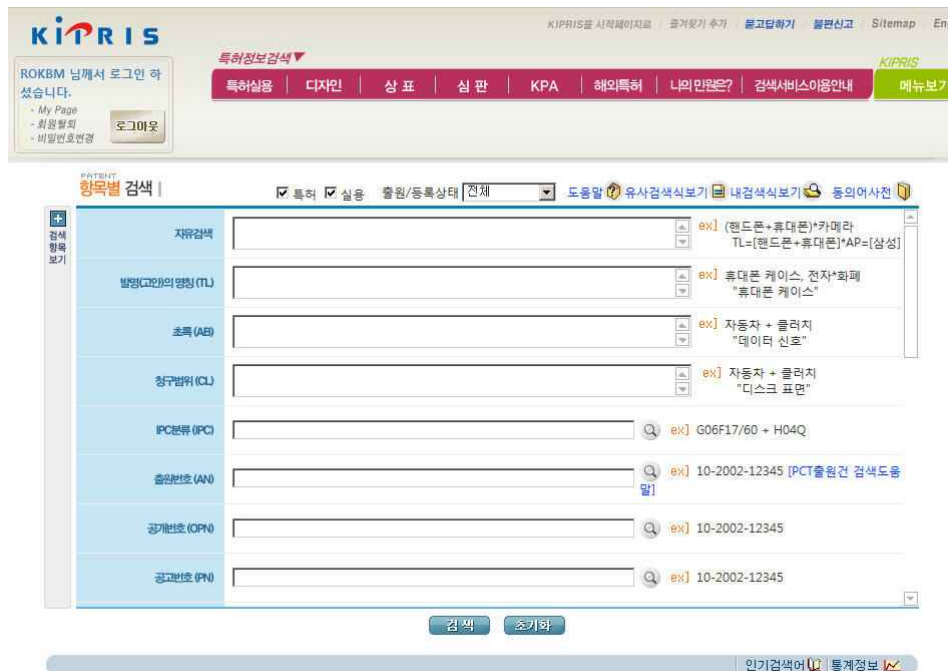 KIPRIS
KIPRIS를 시작페이지로 즐겨찾기 추가 묻고답하기 불편신고 Sitemap En
ROKBM 님께서 로그인 하
셨습니다.
- My Page
- 회원탈퇴
- 비밀번호변경
로그아웃
특허정보검색▼
특허실용 | 디자인 | 상 표 | 심 판 | KPA | 해외특허 | 나의 민원은? | 검색서비스이용안내
KIPRIS
메뉴보기
PATENT
항목별 검색 |
특허 실용 출원/등록상태 전체 도움말 유사검색식보기 내검색식보기 동의어사전
검색
항목
보기
자유검색 ex] (핸드폰+휴대폰)*카메라
TL=[핸드폰+휴대폰]*AP=[삼성]
발명(고안)의 명칭 (TL) ex] 휴대폰 케이스, 전자*화폐
"휴대폰 케이스"
초록 (AB) ex] 자동차 + 클러치
"데이터 신호"
청구범위 (CL) ex] 자동차 + 클러치
"디스크 표면"
IPC분류 (IPC) ex] G06F17/60 + H04Q
출원번호 (AN) ex] 10-2002-12345 [PCT출원건 검색도움
말]
공개번호 (OPN) ex] 10-2002-12345
공고번호 (PN) ex] 10-2002-12345
검 색 초기화
인기검색어 | 통계정보